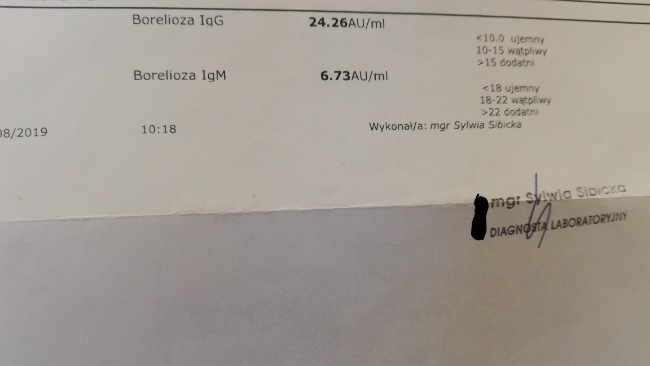 Borelioza IqG 24.26AU/ml
<10.0 ujemny
10-15 wątpliwy
>15 dodatni
Borelioza IgM 6.73AU/ml
<18 ujemny
18-22 wątpliwy
>22 dodatni
08/2019 10:18 Wykonał/a: mgr Sylwia Sibicka
mgr Sylwia Sibicka
DIAGNOSTA LABORATORYJNY